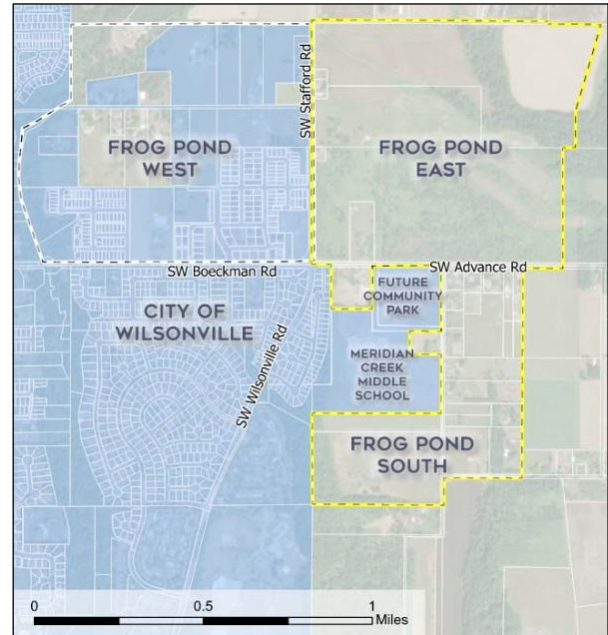 SW Stafford Rd
FROG POND
WEST
FROG POND
EAST
SW Boeckman Rd
SW Advance Rd
FUTURE
COMMUNITY
PARK
CITY OF
WILSONVILLE
SW Wilsonville Rd
MERIDIAN
CREEK
MIDDLE
SCHOOL
FROG POND
SOUTH
0 0.5 1
Miles